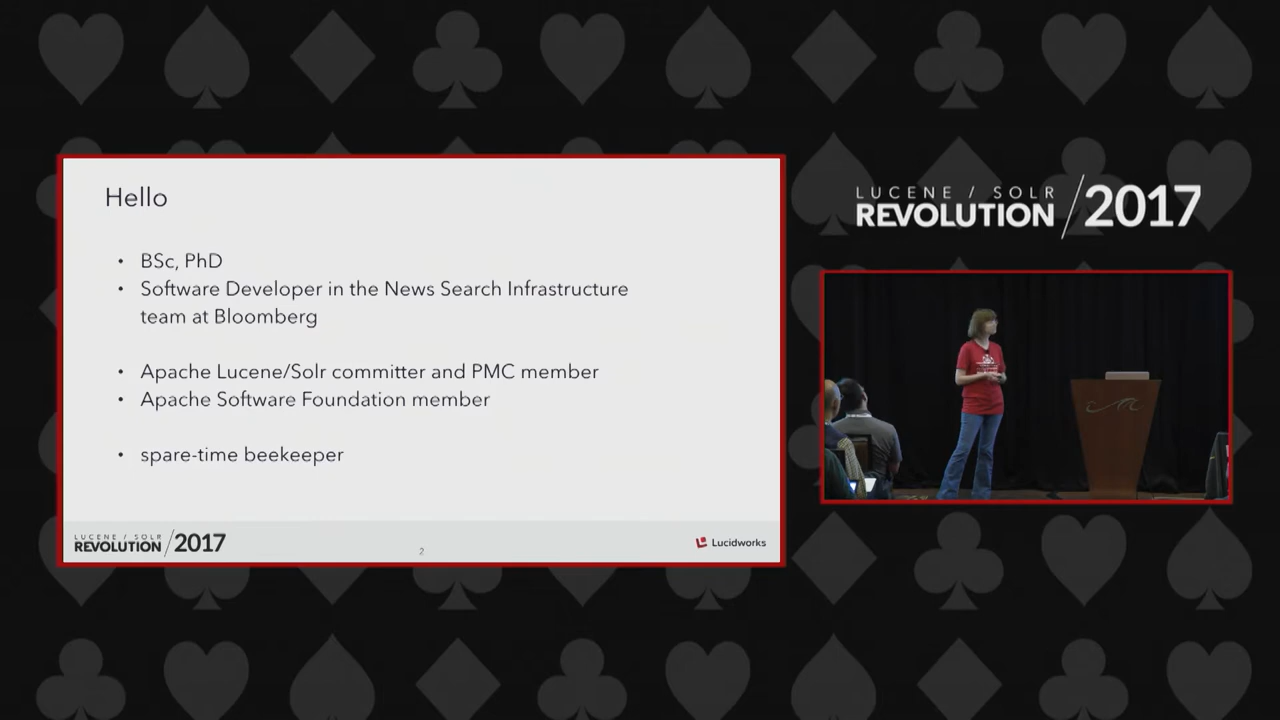 Hello
• BSc, PhD
• Software Developer in the News Search Infrastructure
team at Bloomberg
• Apache Lucene/Solr committer and PMC member
• Apache Software Foundation member
• spare-time beekeeper
LUCENE / SOLR
REVOLUTION/2017
2
Lucidworks
LUCENE / SOLR
REVOLUTION/2017